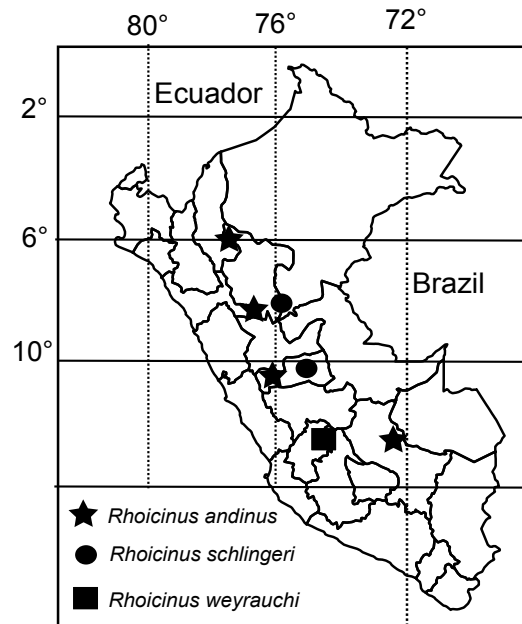 80° 76° 72°
Ecuador
2°
6°
Brazil
10°
Rhoicinus andinus
Rhoicinus schlingeri
Rhoicinus weyrauchi